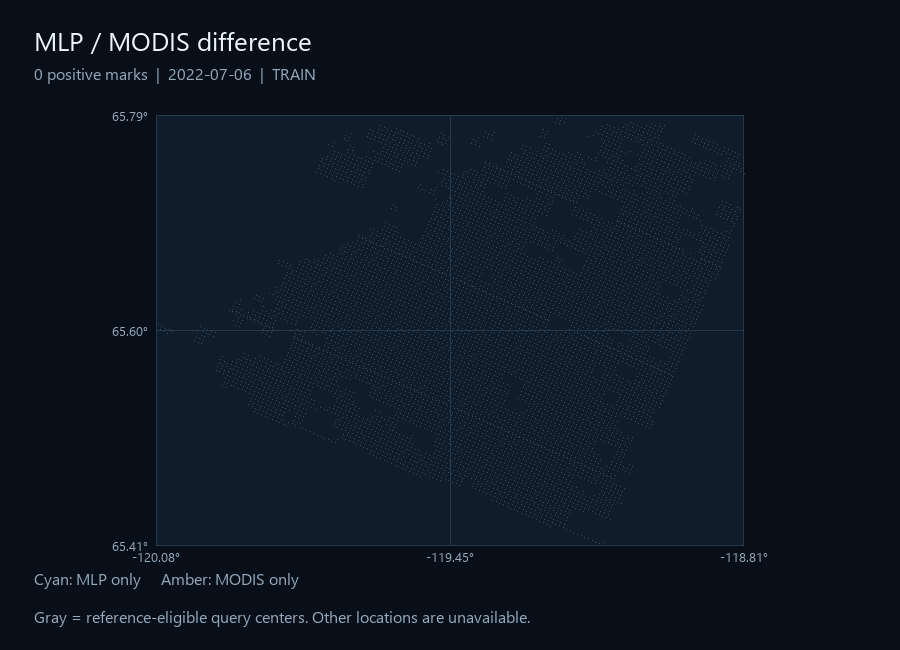 MLP / MODIS difference
0 positive marks | 2022-07-06 | TRAIN
65.79°
65.60°
65.41°
-120.08° -119.45° -118.81°
Cyan: MLP only Amber: MODIS only
Gray = reference-eligible query centers. Other locations are unavailable.